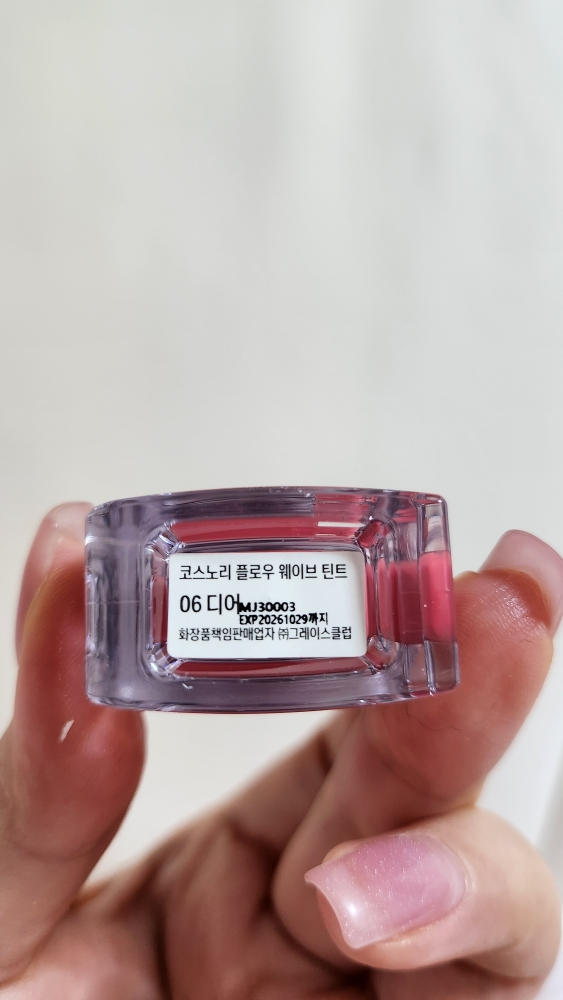 코스노리 플로우 웨이브 틴트
06 디어
MJ30003
EXP20261029까지
화장품책임판매업자 ㈜그레이스클럽